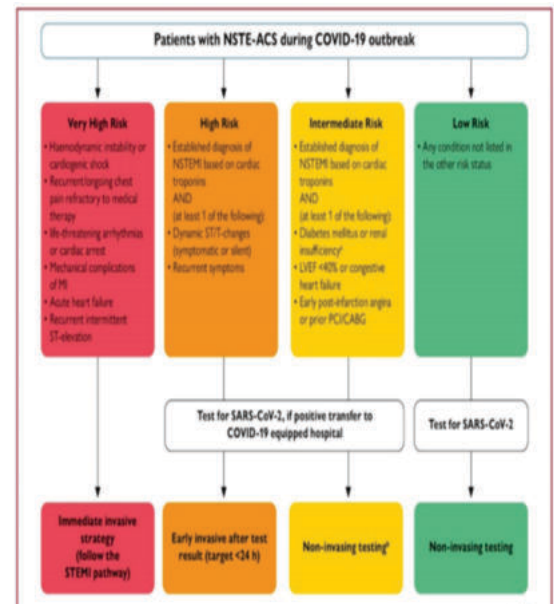 Patients with NSTE-ACS during COVID-19 outbreak
Very High Risk
• Haemodynamic instability or
cardiogenic shock
• Recurrent/ongoing chest
pain refractory to medical
therapy
• life-threatening arrhythmias
or cardiac arrest
• Mechanical complications
of MI
• Acute heart failure
• Recurrent intermittent
ST-elevation
High Risk
• Established diagnosis of
NSTEMI based on cardiac
troponins
AND
(at least 1 of the following):
• Dynamic ST/T-changes
(symptomatic or silent)
• Recurrent symptoms
Intermediate Risk
• Established diagnosis of
NSTEMI based on cardiac
troponins
AND
(at least 1 of the following):
• Diabetes mellitus or renal
insufficiencyª
• LVEF <40% or congestive
heart failure
• Early post-infarction angina
or prior PCI/CABG
Low Risk
• Any condition not listed in
the other risk status
Test for SARS-CoV-2, if positive transfer to
COVID-19 equipped hospital
Test for SARS-CoV-2
Immediate invasive
strategy
(follow the
STEMI pathway)
Early invasive after test
result (target <24 h)
Non-invasing testingᵇ
Non-invasing testing